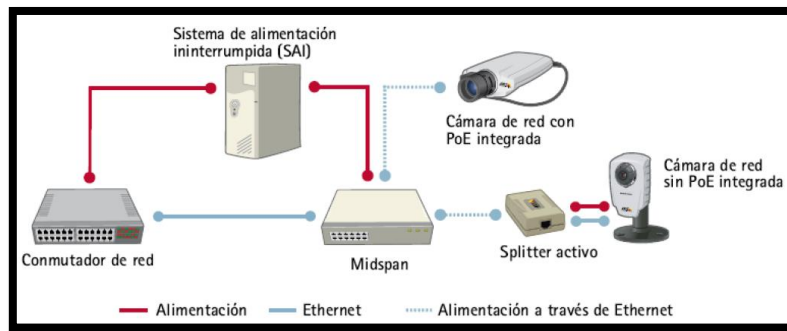 Sistema de alimentación
ininterrumpida (SAI)
Cámara de red con
PoE integrada
Cámara de red
sin PoE integrada
Conmutador de red
Midspan
Splitter activo
Alimentación
Ethernet
Alimentación a través de Ethernet